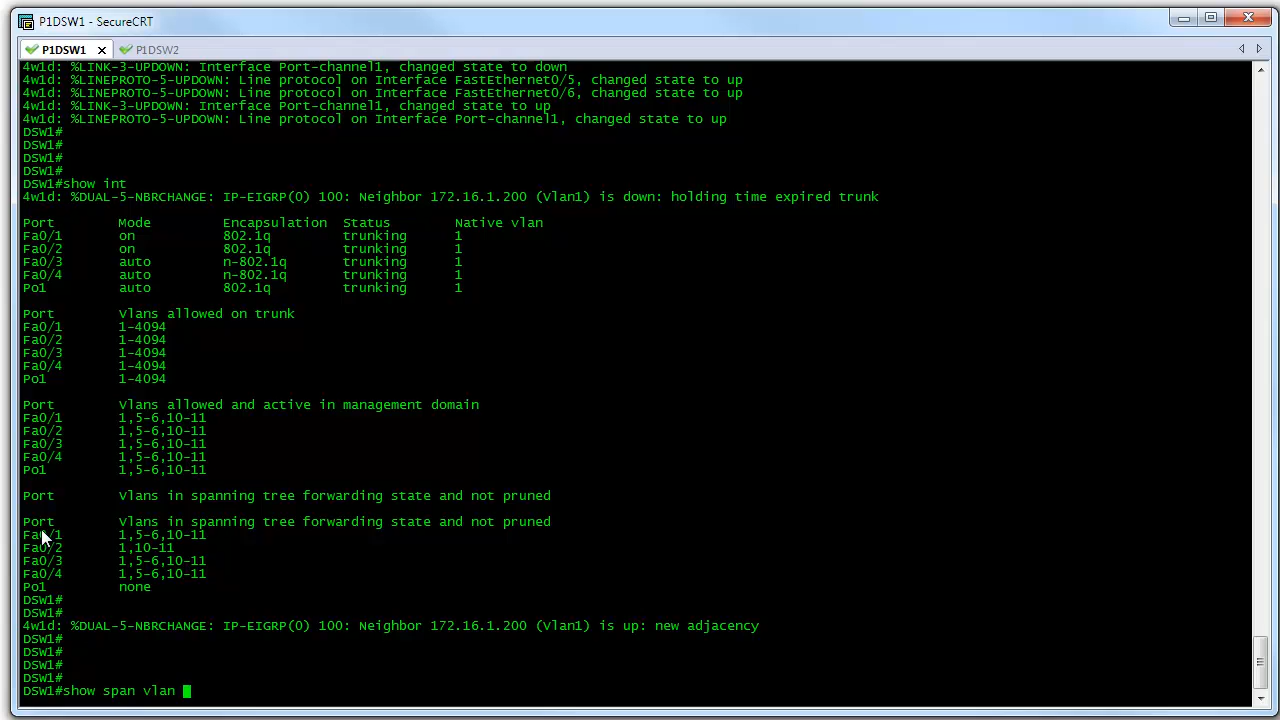 P1DSW1 - SecureCRT
P1DSW1 P1DSW2
4w1d: %LINK-3-UPDOWN: Interface Port-channel1, changed state to down
4w1d: %LINEPROTO-5-UPDOWN: Line protocol on Interface FastEthernet0/5, changed state to up
4w1d: %LINEPROTO-5-UPDOWN: Line protocol on Interface FastEthernet0/6, changed state to up
4w1d: %LINK-3-UPDOWN: Interface Port-channel1, changed state to up
4w1d: %LINEPROTO-5-UPDOWN: Line protocol on Interface Port-channel1, changed state to up
DSW1#
DSW1#
DSW1#
DSW1#
DSW1#show int
4w1d: %DUAL-5-NBRCHANGE: IP-EIGRP(0) 100: Neighbor 172.16.1.200 (Vlan1) is down: holding time expired trunk
Port Mode Encapsulation Status Native vlan
Fa0/1 on 802.1q trunking 1
Fa0/2 on 802.1q trunking 1
Fa0/3 auto n-802.1q trunking 1
Fa0/4 auto n-802.1q trunking 1
Po1 auto 802.1q trunking 1
Port Vlans allowed on trunk
Fa0/1 1-4094
Fa0/2 1-4094
Fa0/3 1-4094
Fa0/4 1-4094
Po1 1-4094
Port Vlans allowed and active in management domain
Fa0/1 1,5-6,10-11
Fa0/2 1,5-6,10-11
Fa0/3 1,5-6,10-11
Fa0/4 1,5-6,10-11
Po1 1,5-6,10-11
Port Vlans in spanning tree forwarding state and not pruned
Port Vlans in spanning tree forwarding state and not pruned
Fa0/1 1,5-6,10-11
Fa0/2 1,10-11
Fa0/3 1,5-6,10-11
Fa0/4 1,5-6,10-11
Po1 none
DSW1#
DSW1#
4w1d: %DUAL-5-NBRCHANGE: IP-EIGRP(0) 100: Neighbor 172.16.1.200 (Vlan1) is up: new adjacency
DSW1#
DSW1#
DSW1#
DSW1#
DSW1#show span vlan